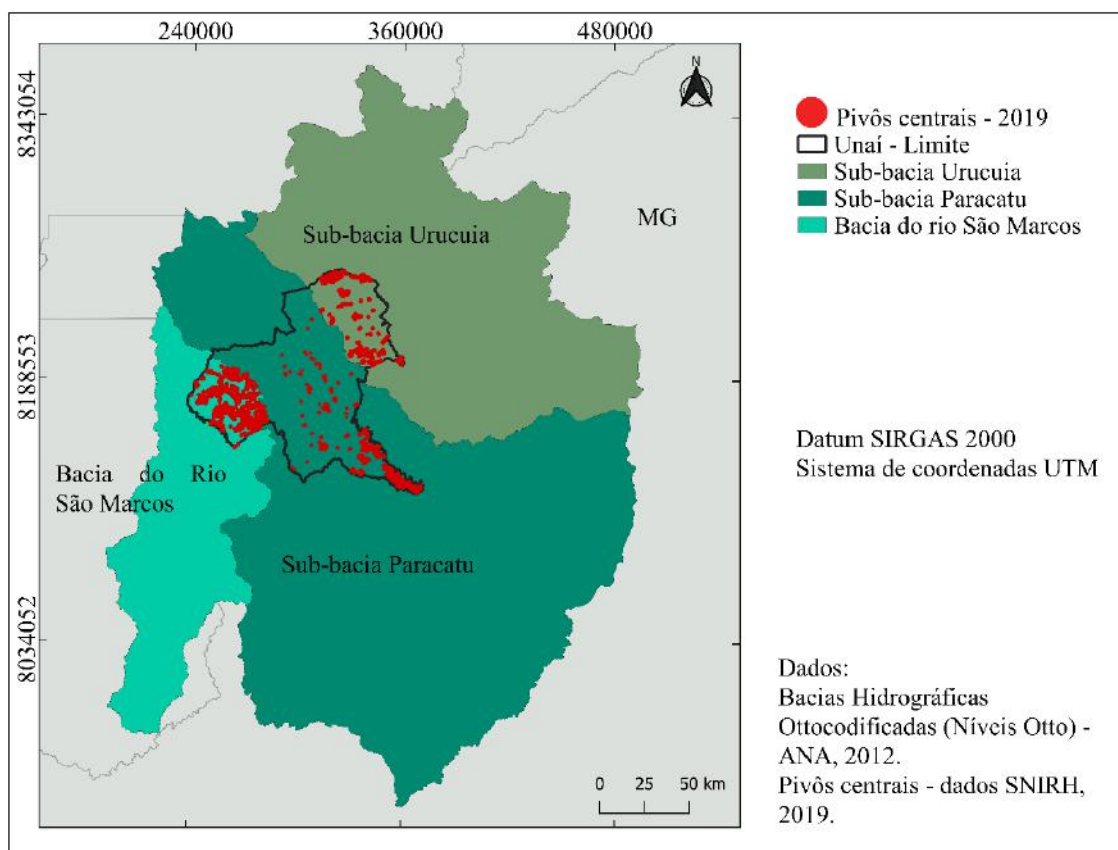 240000 360000 480000
8343054
8188553
8034052
N
MG
Sub-bacia Urucuia
Bacia do Rio
São Marcos
Sub-bacia Paracatu
0 25 50 km
240000 360000 480000
Pivôs centrais - 2019
Unaí - Limite
Sub-bacia Urucuia
Sub-bacia Paracatu
Bacia do rio São Marcos
Datum SIRGAS 2000
Sistema de coordenadas UTM
Dados:
Bacias Hidrográficas
Ottocodificadas (Níveis Otto) -
ANA, 2012.
Pivôs centrais - dados SNIRH,
2019.